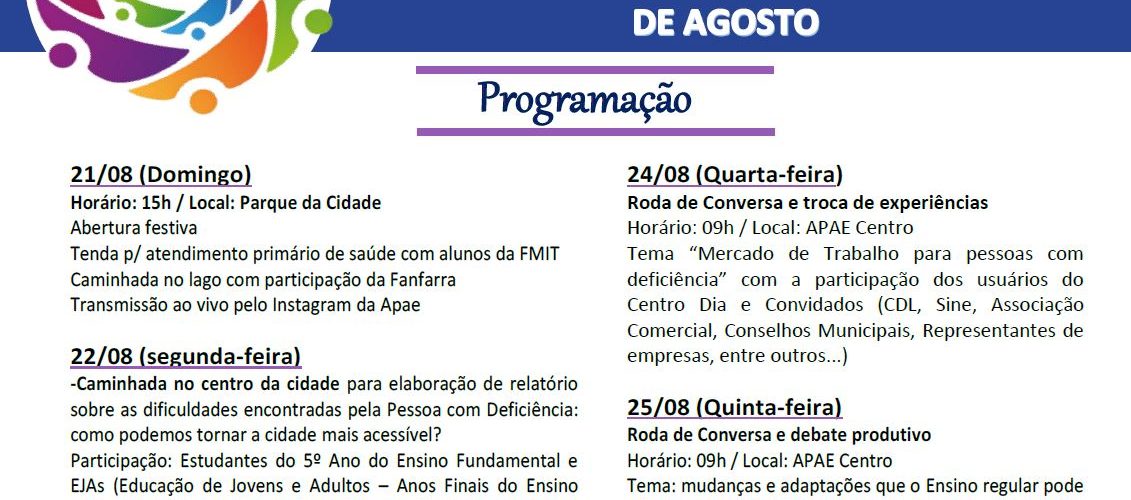 DE AGOSTO
Programação
21/08 (Domingo)
Horário: 15h / Local: Parque da Cidade
Abertura festiva
Tenda p/ atendimento primário de saúde com alunos da FMIT
Caminhada no lago com participação da Fanfarra
Transmissão ao vivo pelo Instagram da Apae
22/08 (segunda-feira)
-Caminhada no centro da cidade para elaboração de relatório
sobre as dificuldades encontradas pela Pessoa com Deficiência:
como podemos tornar a cidade mais acessível?
Participação: Estudantes do 5º Ano do Ensino Fundamental e
EJAs (Educação de Jovens e Adultos – Anos Finais do Ensino
24/08 (Quarta-feira)
Roda de Conversa e troca de experiências
Horário: 09h / Local: APAE Centro
Tema “Mercado de Trabalho para pessoas com
deficiência” com a participação dos usuários do
Centro Dia e Convidados (CDL, Sine, Associação
Comercial, Conselhos Municipais, Representantes de
empresas, entre outros...)
25/08 (Quinta-feira)
Roda de Conversa e debate produtivo
Horário: 09h / Local: APAE Centro
Tema: mudanças e adaptações que o Ensino regular pode